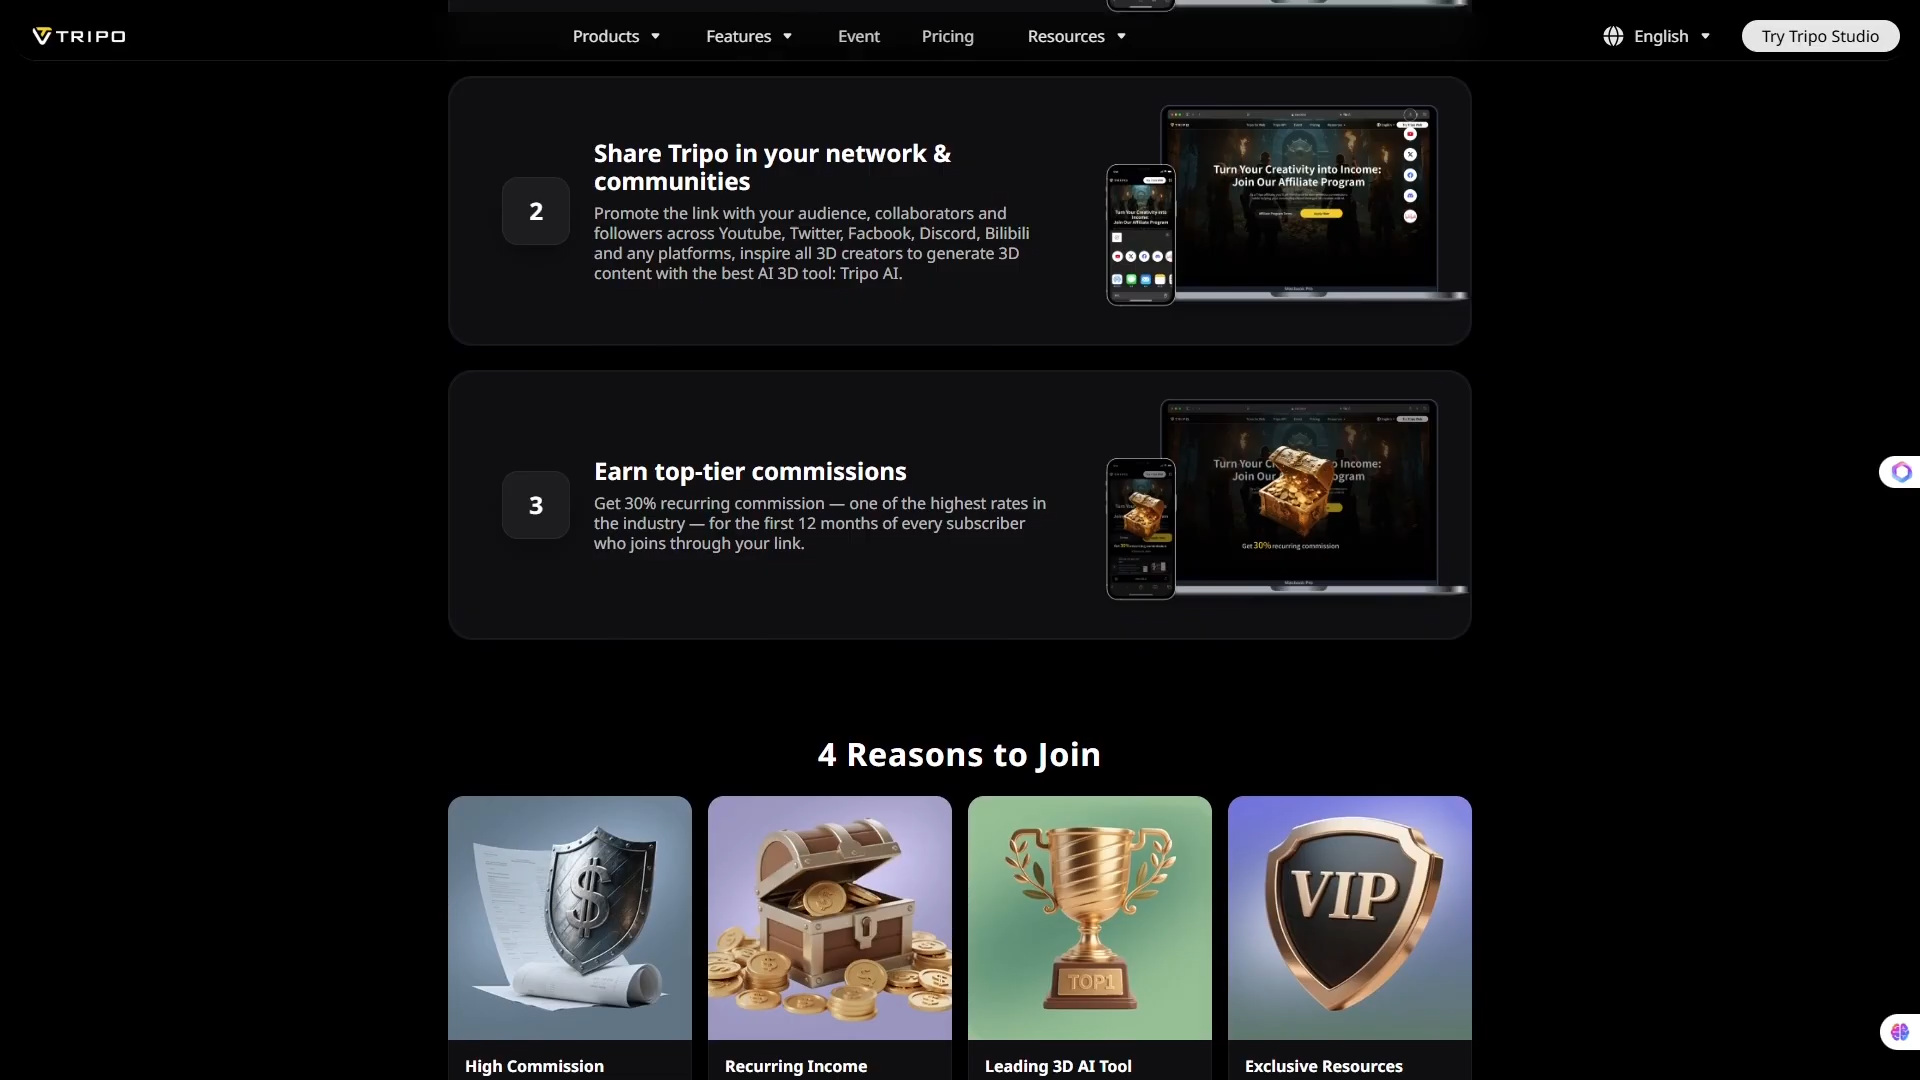 TRIPO
Products
Features
Event
Pricing
Resources
English
Try Tripo Studio
2
Share Tripo in your network &
communities
Promote the link with your audience, collaborators and
followers across Youtube, Twitter, Facbook, Discord, Bilibili
and any platforms, inspire all 3D creators to generate 3D
content with the best AI 3D tool: Tripo AI.
Turn Your Creativity into Income:
Join Our Affiliate Program
3
Earn top-tier commissions
Get 30% recurring commission — one of the highest rates in
the industry — for the first 12 months of every subscriber
who joins through your link.
Get 30% recurring commission
4 Reasons to Join
$
TOP1
VIP
High Commission
Recurring Income
Leading 3D AI Tool
Exclusive Resources